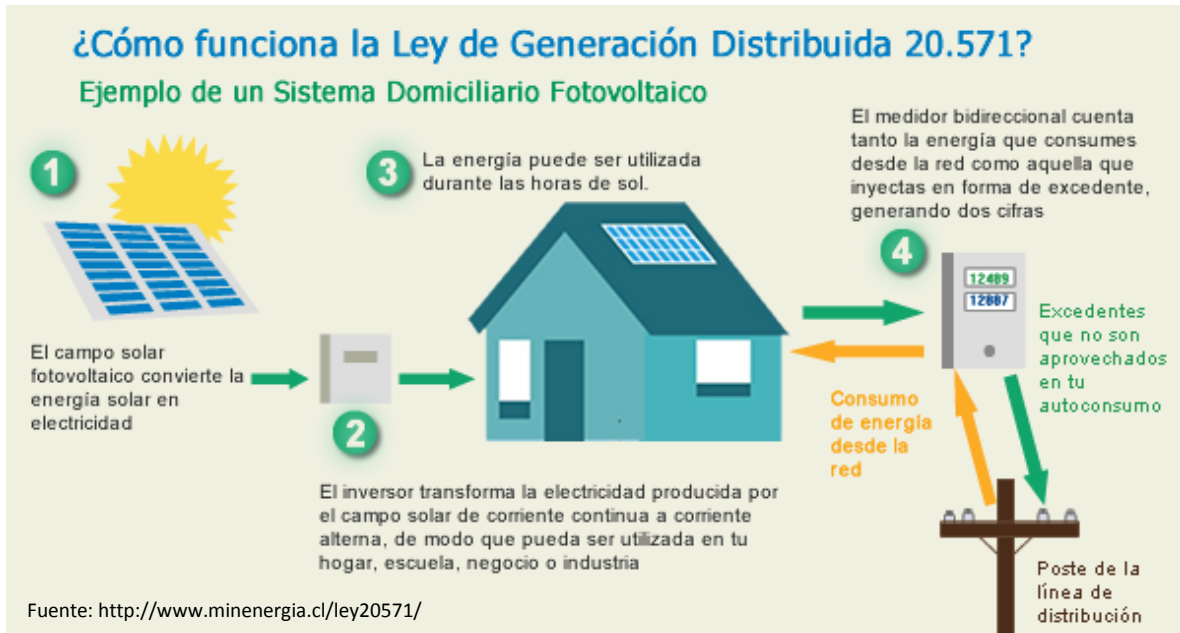 ¿Cómo funciona la Ley de Generación Distribuida 20.571?
Ejemplo de un Sistema Domiciliario Fotovoltaico
1
El campo solar
fotovoltaico convierte la
energía solar en
electricidad
2
El inversor transforma la electricidad producida por
el campo solar de corriente continua a corriente
alterna, de modo que pueda ser utilizada en tu
hogar, escuela, negocio o industria
3
La energía puede ser utilizada
durante las horas de sol.
El medidor bidireccional cuenta
tanto la energía que consumes
desde la red como aquella que
inyectas en forma de excedente,
generando dos cifras
4
12489
12887
Excedentes
que no son
aprovechados
en tu
autoconsumo
Consumo
de energía
desde la
red
Poste de la
línea de
distribución
Fuente: http://www.minenergia.cl/ley20571/